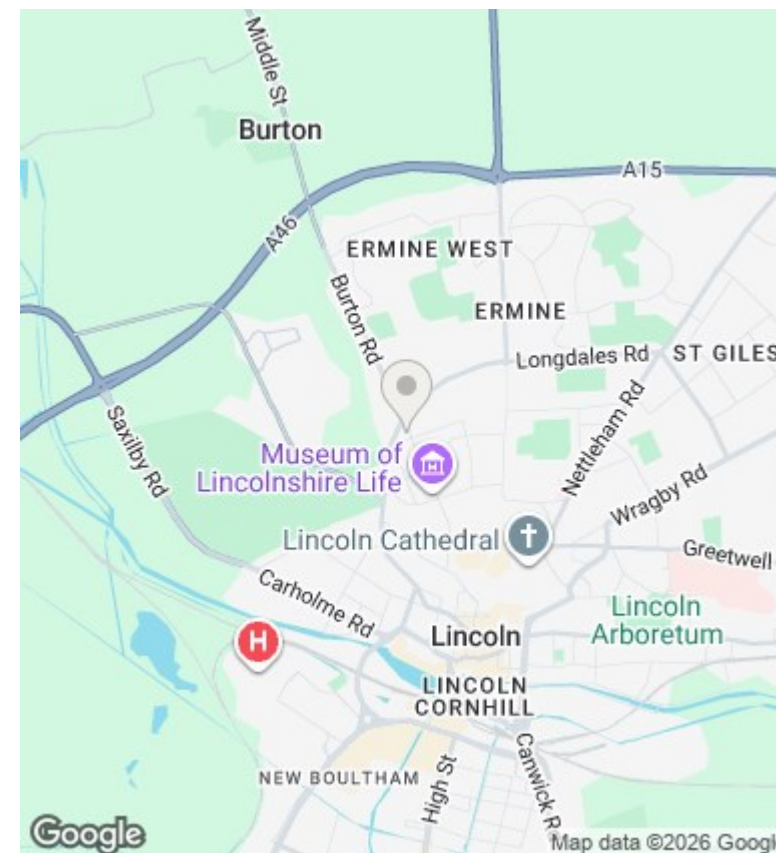 Middle St
Burton
A15
A46
ERMINE WEST
Burton Rd
ERMINE
Longdales Rd
ST GILES
Saxilby Rd
Nettleham Rd
Museum of
Lincolnshire Life
Wragby Rd
Lincoln Cathedral
Greetwell
Carholme Rd
Lincoln
Arboretum
H
Lincoln
LINCOLN
CORNHILL
Canwick R
NEW BOULTHAM
High St
Google
Map data ©2026 Googl